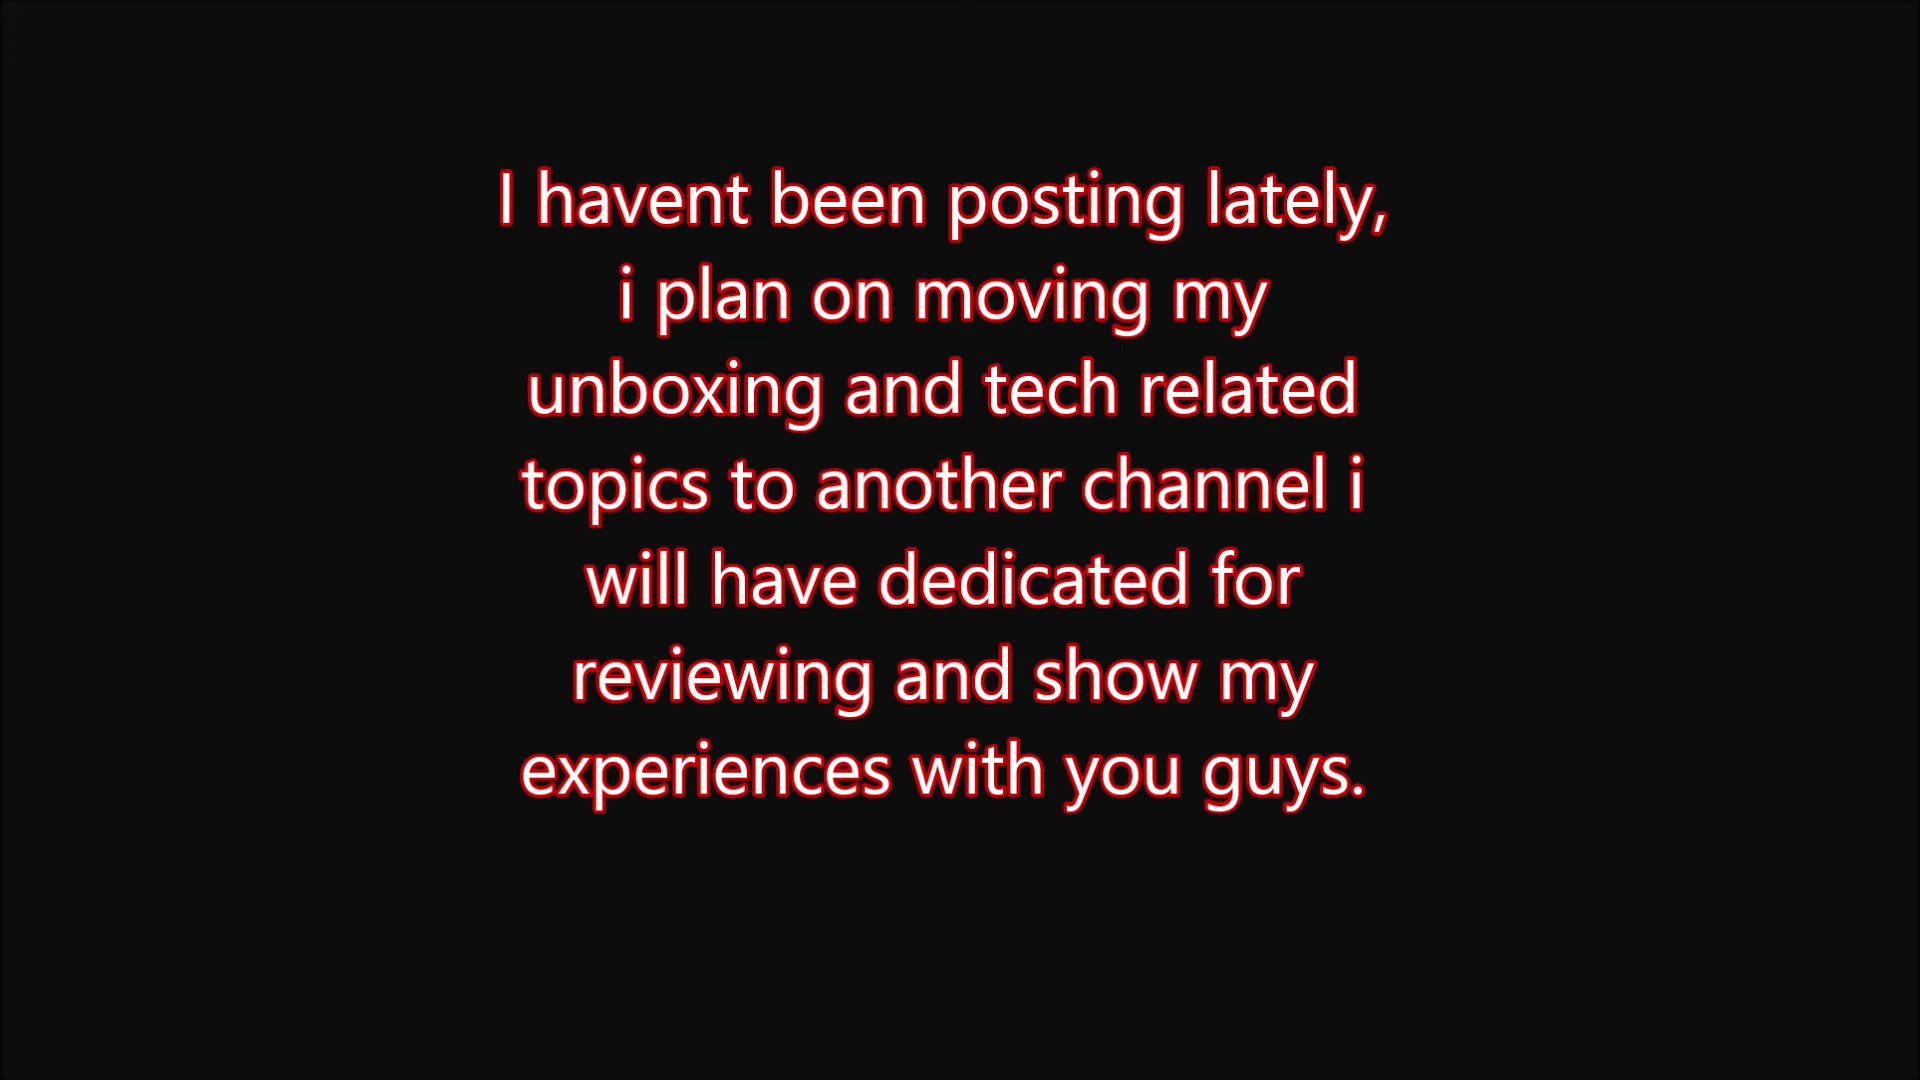 I havent been posting lately,
i plan on moving my
unboxing and tech related
topics to another channel i
will have dedicated for
reviewing and show my
experiences with you guys.